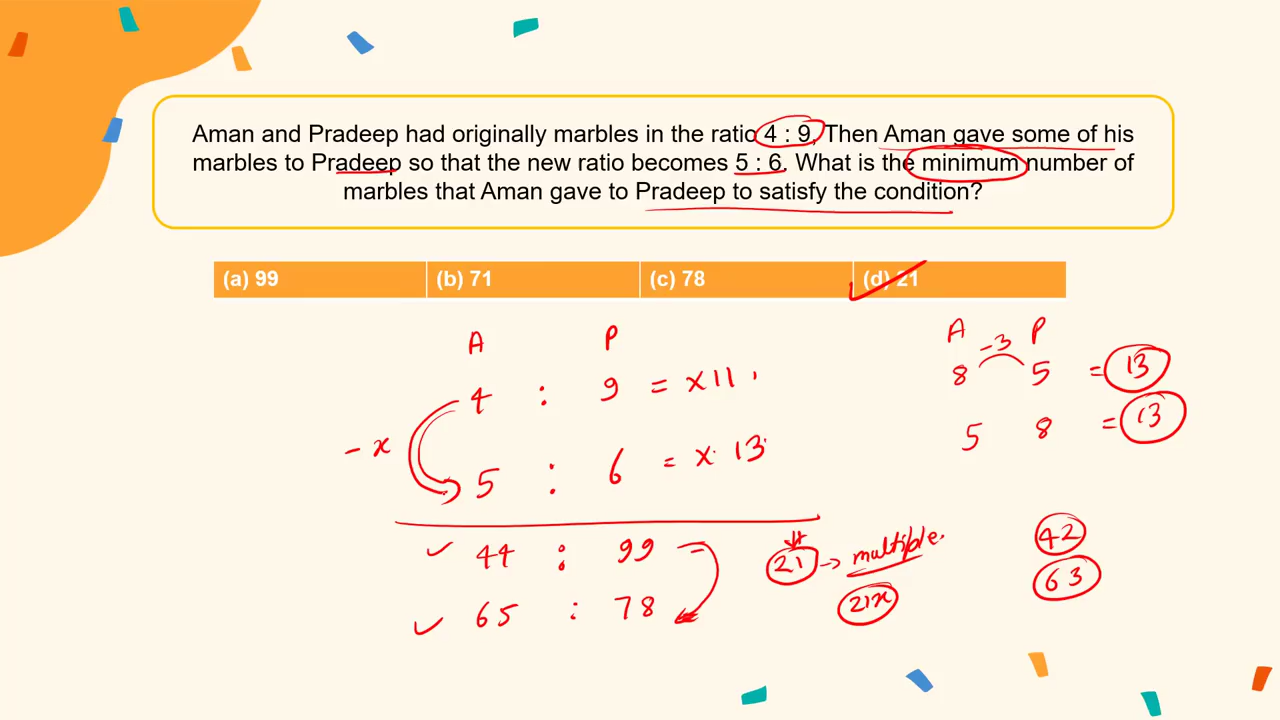 Aman and Pradeep had originally marbles in the ratio 4 : 9, Then Aman gave some of his
marbles to Pradeep so that the new ratio becomes 5 : 6. What is the minimum number of
marbles that Aman gave to Pradeep to satisfy the condition?
(a) 99 (b) 71 (c) 78 (d) 21
A P
4 : 9 = x11
- x
5 : 6 = x 13
44 : 99
65 : 78
21 → multiple.
21x
A P
-3
8 5 = 13
5 8 = 13
42
63